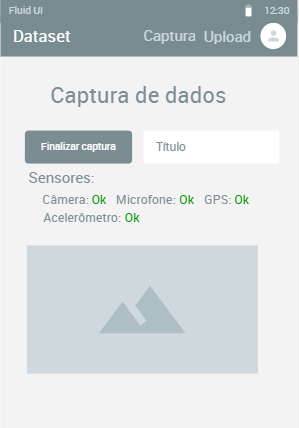 Fluid UI 12:30
Dataset Captura Upload
Captura de dados
Finalizar captura Título
Sensores:
Câmera: Ok Microfone: Ok GPS: Ok
Acelerômetro: Ok